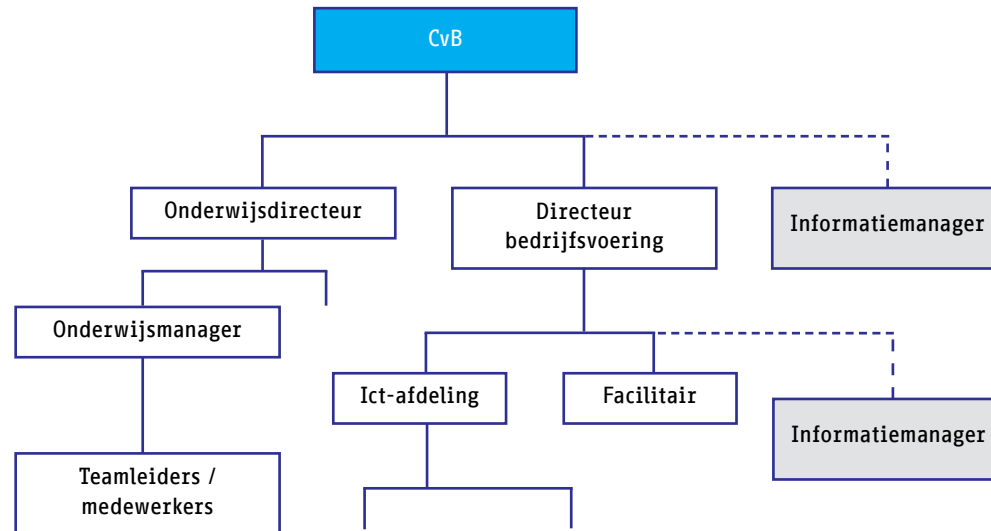 CvB
Onderwijsdirecteur
Directeur
bedrijfsvoering
Informatiemanager
Onderwijsmanager
Ict-afdeling
Facilitair
Informatiemanager
Teamleiders /
medewerkers